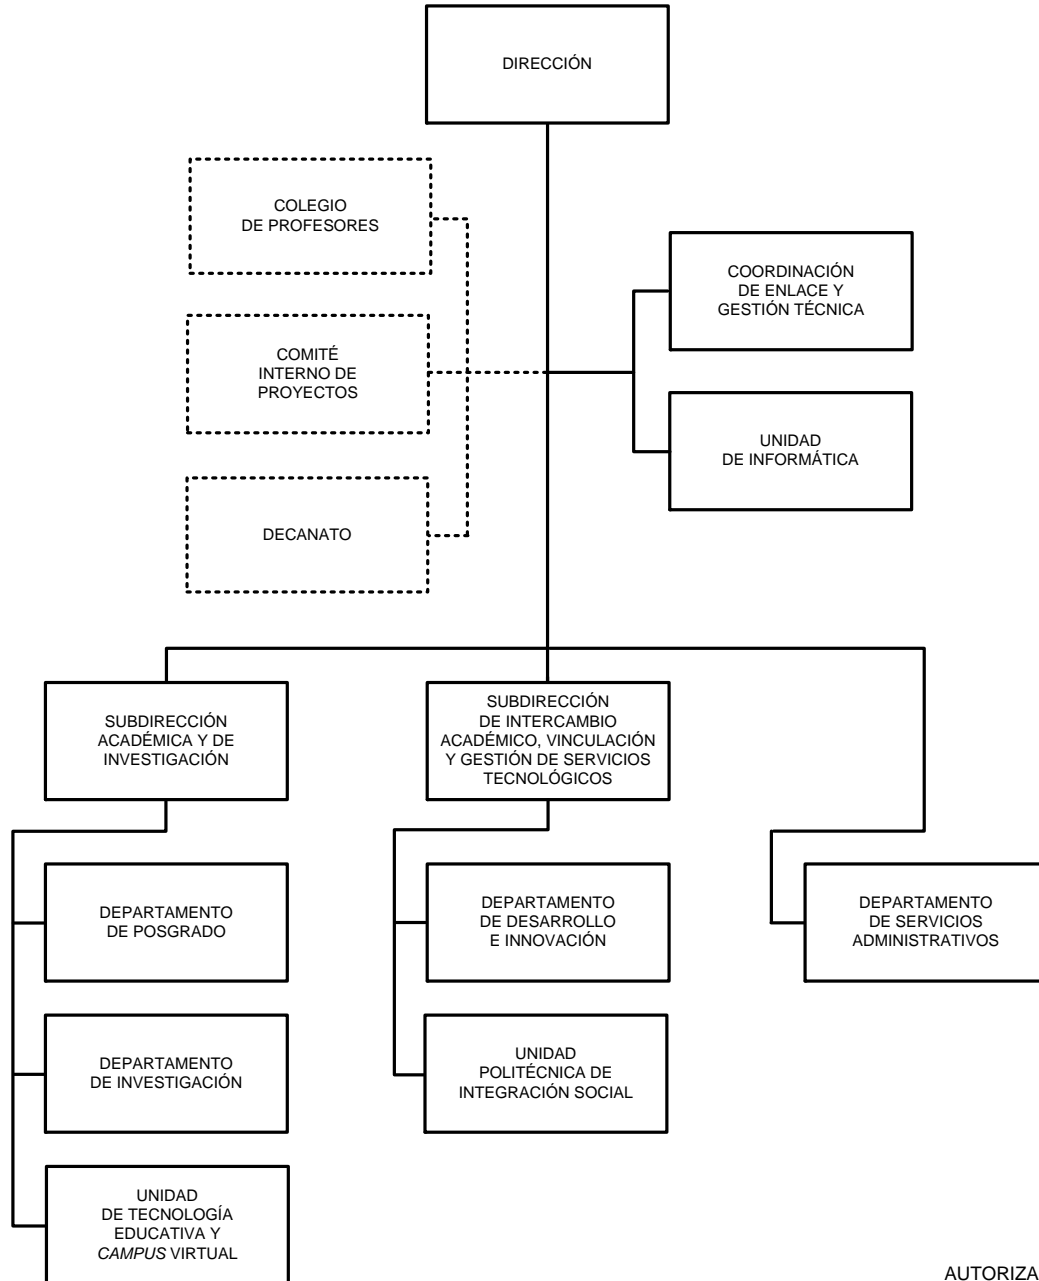 DIRECCIÓN
COLEGIO
DE PROFESORES
COORDINACIÓN
DE ENLACE Y
GESTIÓN TÉCNICA
COMITÉ
INTERNO DE
PROYECTOS
UNIDAD
DE INFORMÁTICA
DECANATO
SUBDIRECCIÓN
ACADÉMICA Y DE
INVESTIGACIÓN
SUBDIRECCIÓN
DE INTERCAMBIO
ACADÉMICO, VINCULACIÓN
Y GESTIÓN DE SERVICIOS
TECNOLÓGICOS
DEPARTAMENTO
DE POSGRADO
DEPARTAMENTO
DE DESARROLLO
E INNOVACIÓN
DEPARTAMENTO
DE SERVICIOS
ADMINISTRATIVOS
DEPARTAMENTO
DE INVESTIGACIÓN
UNIDAD
POLITÉCNICA DE
INTEGRACIÓN SOCIAL
UNIDAD
DE TECNOLOGÍA
EDUCATIVA Y
CAMPUS VIRTUAL
AUTORIZA